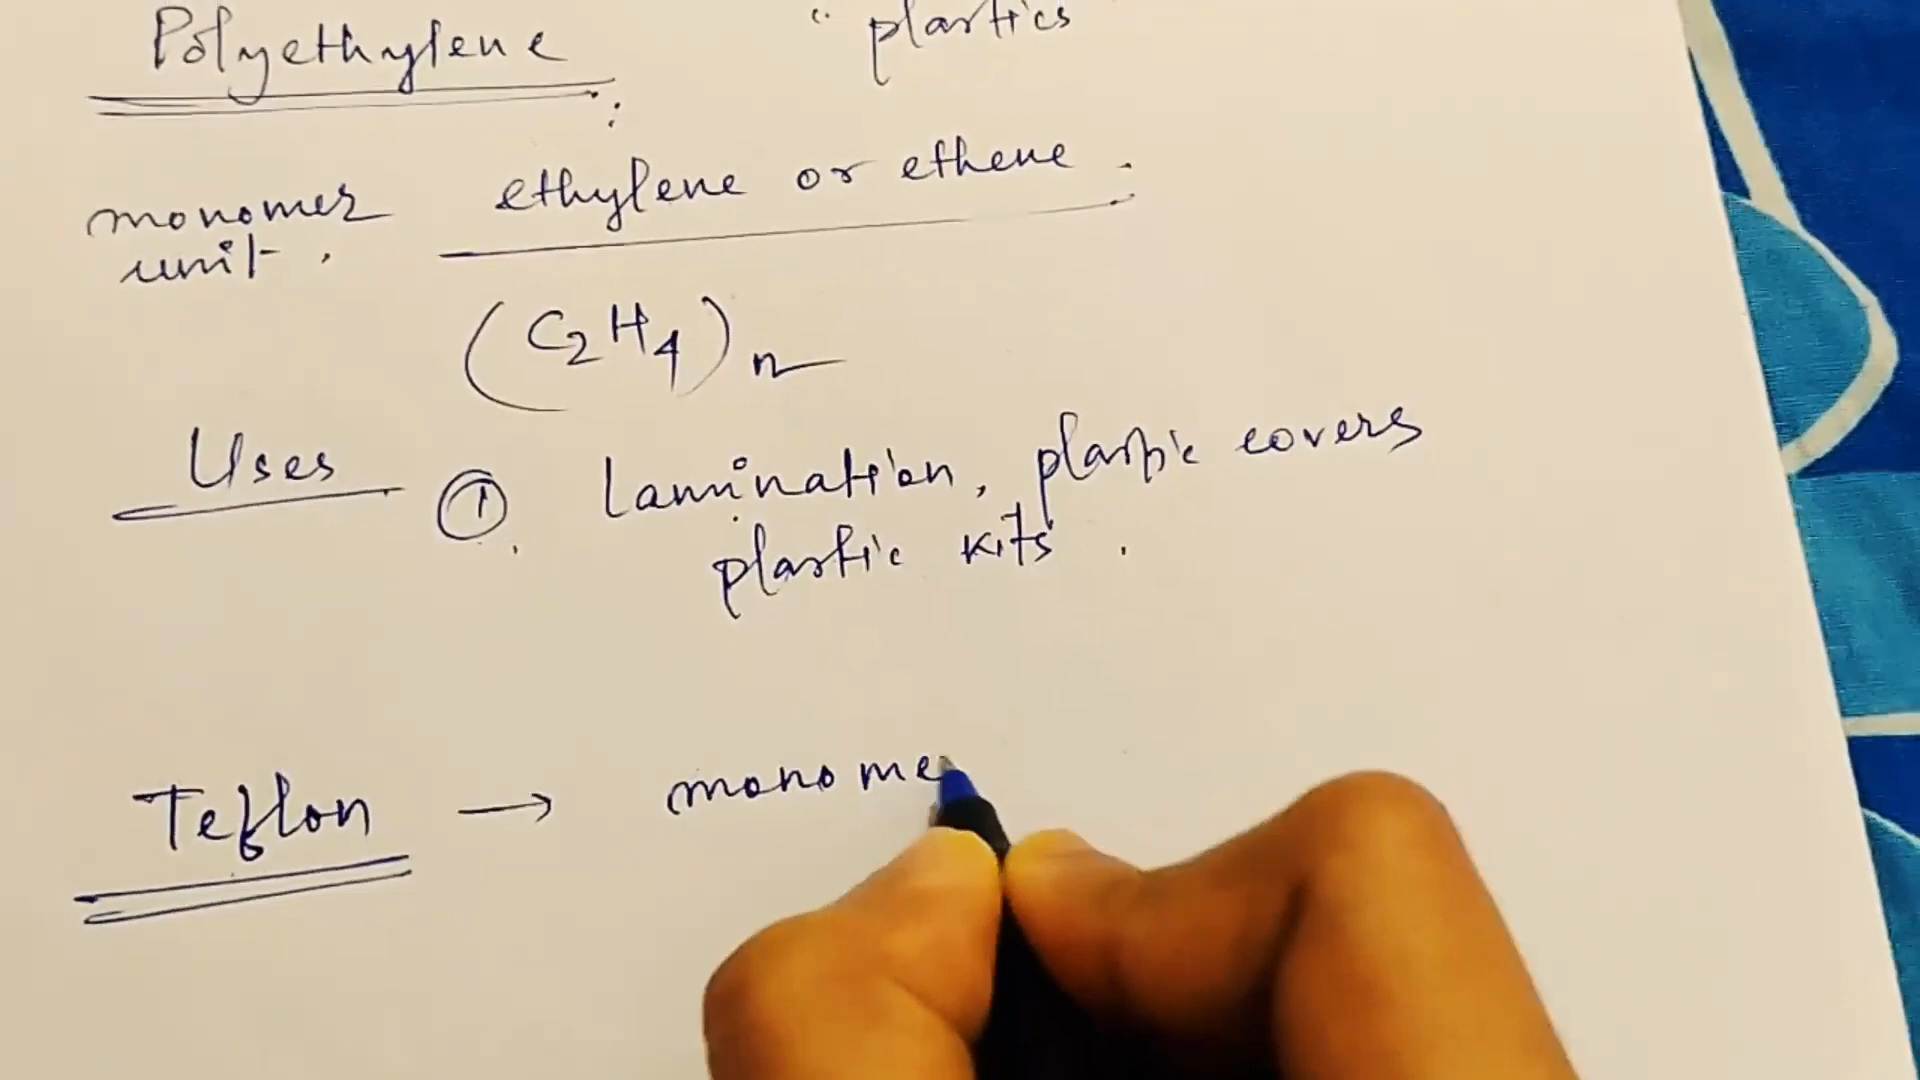 Polyethylene : " plastics
monomer ethylene or ethene .
unit .
(C2H4)n
Uses ① Lamination, plastic covers
plastic kits .
Teflon → monome